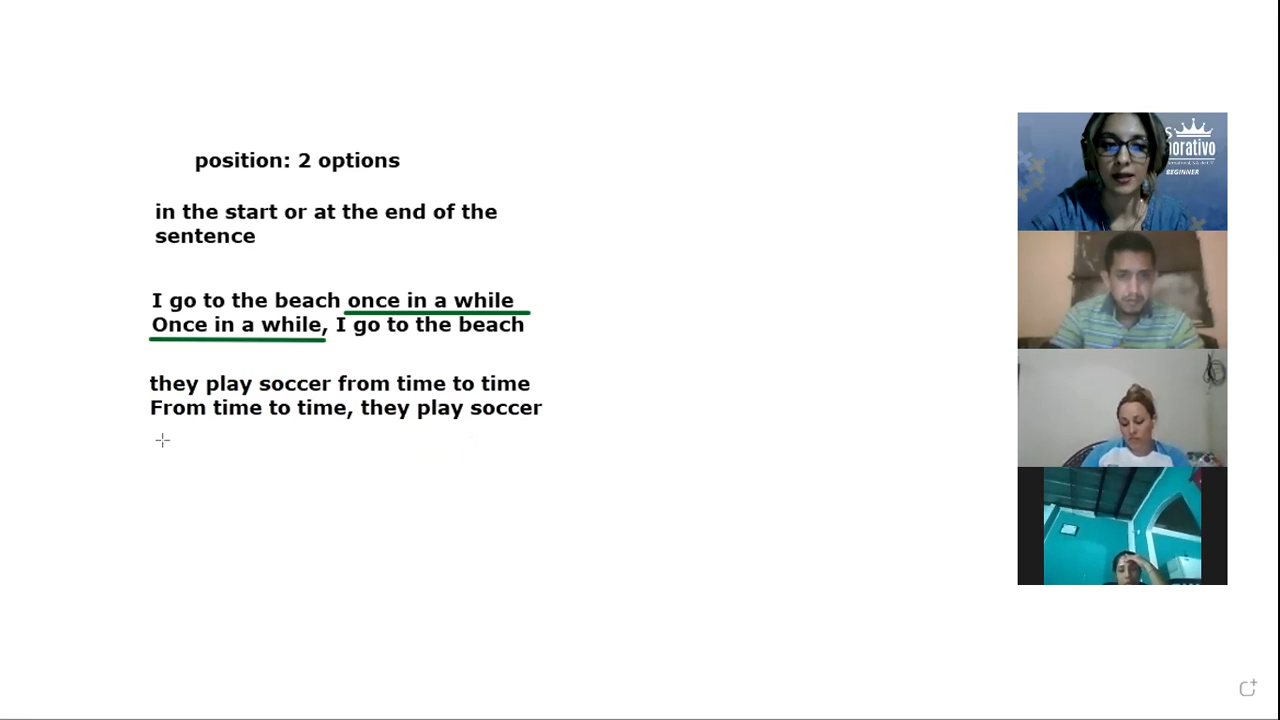 position: 2 options
in the start or at the end of the
sentence
I go to the beach once in a while
Once in a while, I go to the beach
they play soccer from time to time
From time to time, they play soccer
BEGINNER